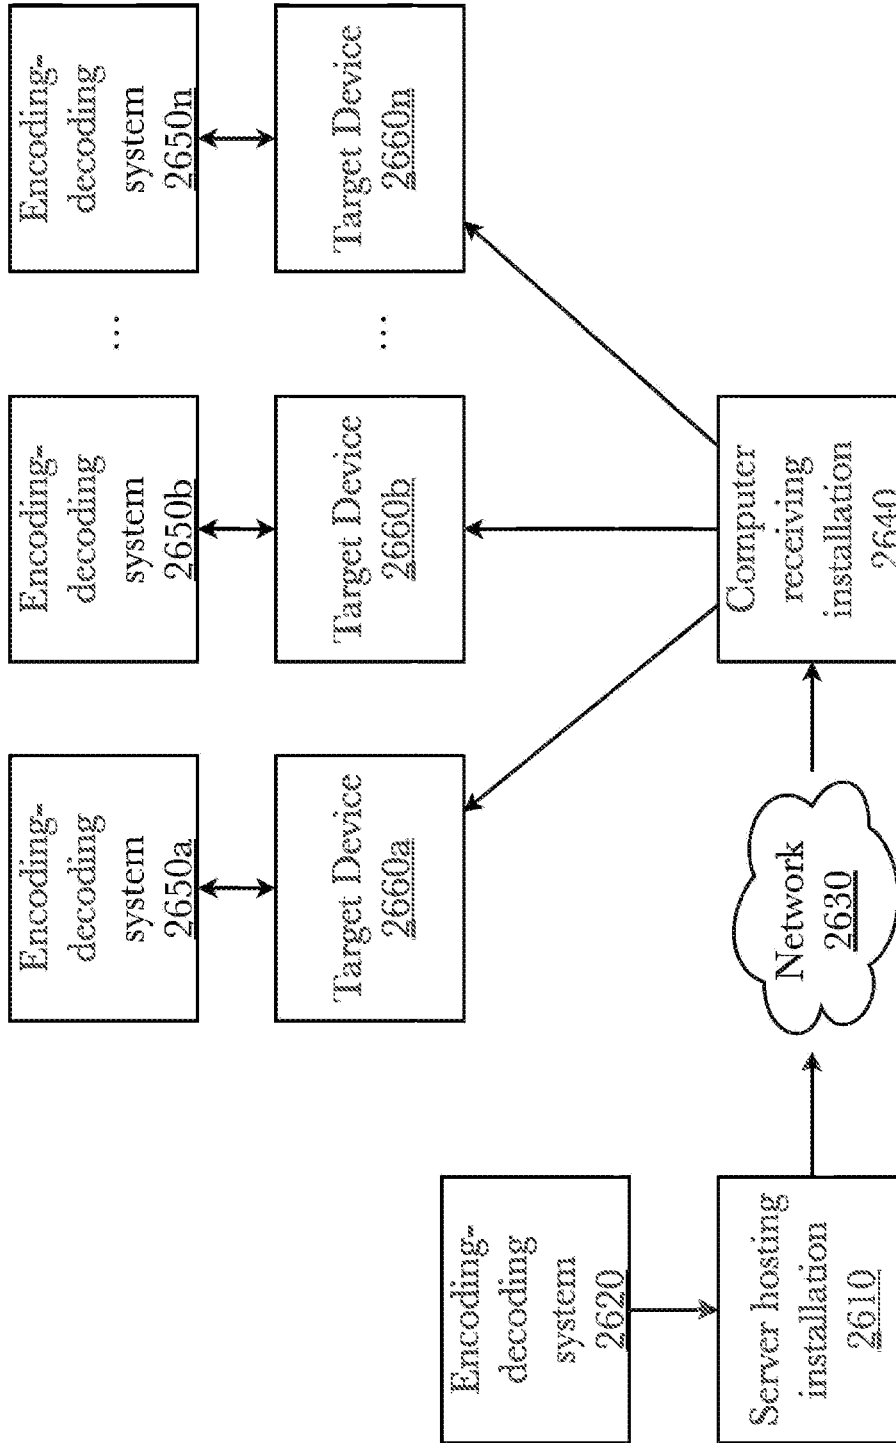 Encoding-
decoding
system
2650a
Encoding-
decoding
system
2650b
...
Encoding-
decoding
system
2650n
Target Device
2660a
Target Device
2660b
...
Target Device
2660n
Encoding-
decoding
system
2620
Server hosting
installation
2610
Network
2630
Computer
receiving
installation
2640